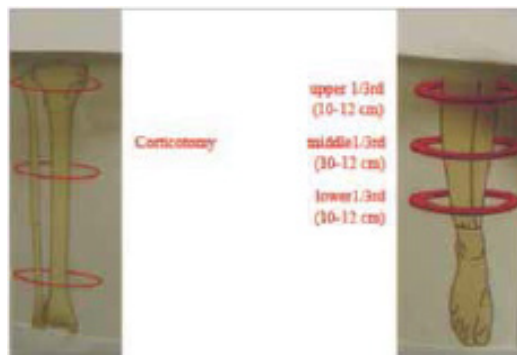 upper 1/3rd
(10-12 cm)
Corticotomy
middle1/3rd
(10-12 cm)
lower1/3rd
(10-12 cm)